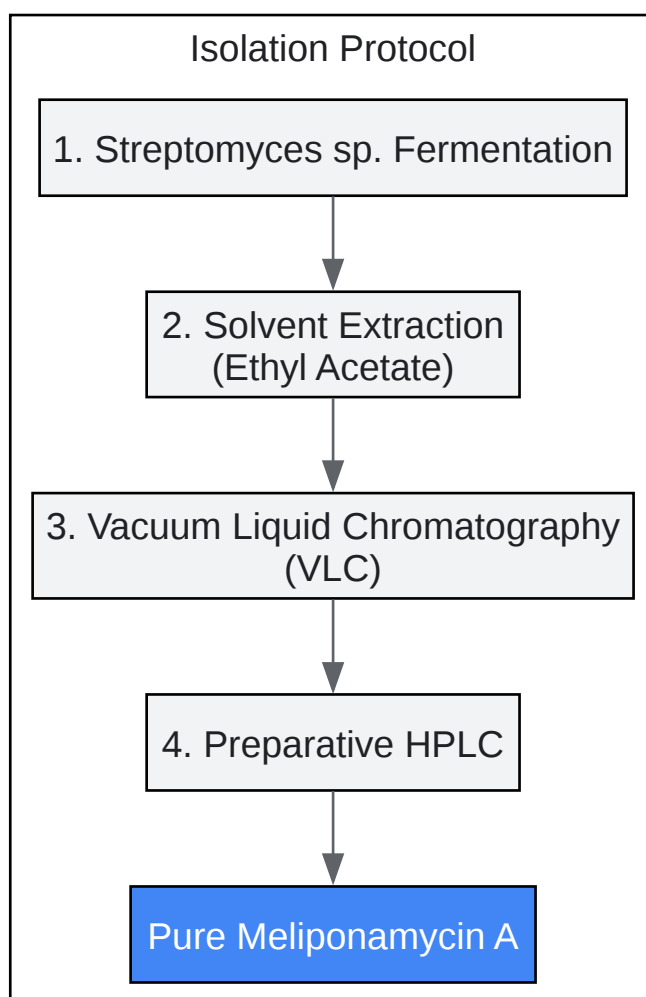 Isolation Protocol
1. Streptomyces sp. Fermentation
2. Solvent Extraction
(Ethyl Acetate)
3. Vacuum Liquid Chromatography
(VLC)
4. Preparative HPLC
Pure Meliponamycin A